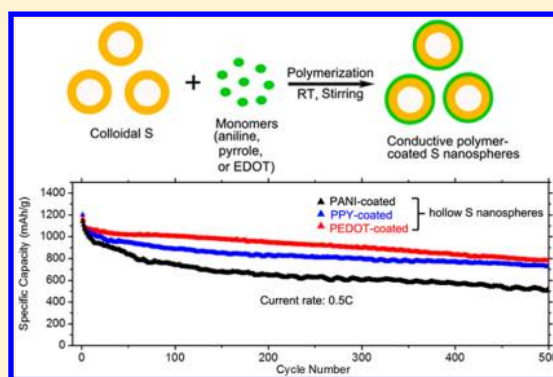 Colloidal S
+
Monomers
(aniline,
pyrrole,
or EDOT)
Polymerization
RT, Stirring
Conductive polymer-
coated S nanospheres
Specific Capacity (mAh/g)
1400
1200
1000
800
600
400
200
0
PANI-coated
PPY-coated
PEDOT-coated
hollow S nanospheres
Current rate: 0.5C
0 100 200 300 400 500
Cycle Number